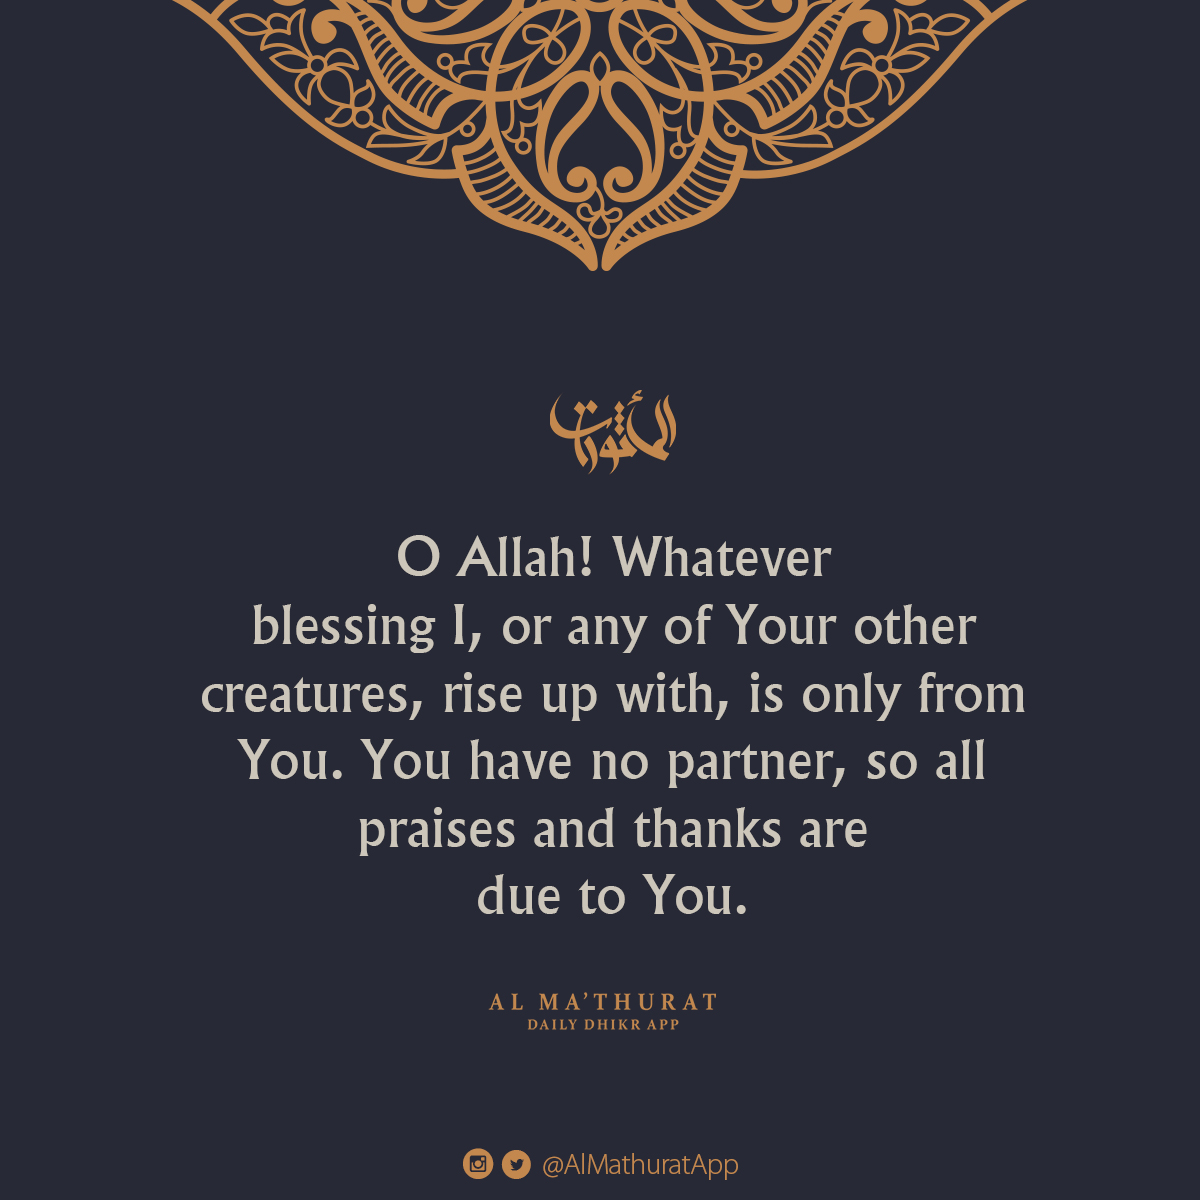 المأثورات
O Allah! Whatever
blessing I, or any of Your other
creatures, rise up with, is only from
You. You have no partner, so all
praises and thanks are
due to You.
AL MA'THURAT
DAILY DHIKR APP
@AlMathuratApp